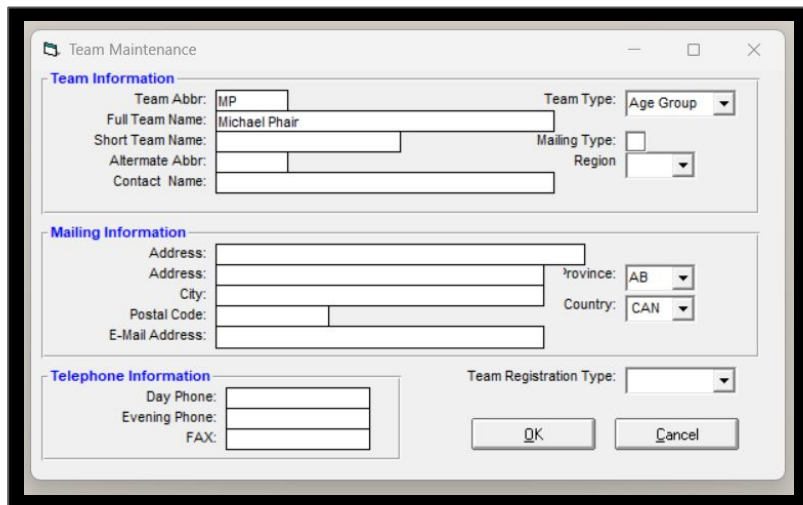 Team Maintenance
Team Information
Team Abbr: MP Team Type: Age Group
Full Team Name: Michael Phair
Short Team Name: Mailing Type:
Altermate Abbr: Region
Contact Name:
Mailing Information
Address:
Address: Province: AB
City:
Postal Code: Country: CAN
E-Mail Address:
Telephone Information Team Registration Type:
Day Phone:
Evening Phone:
FAX:
OK Cancel